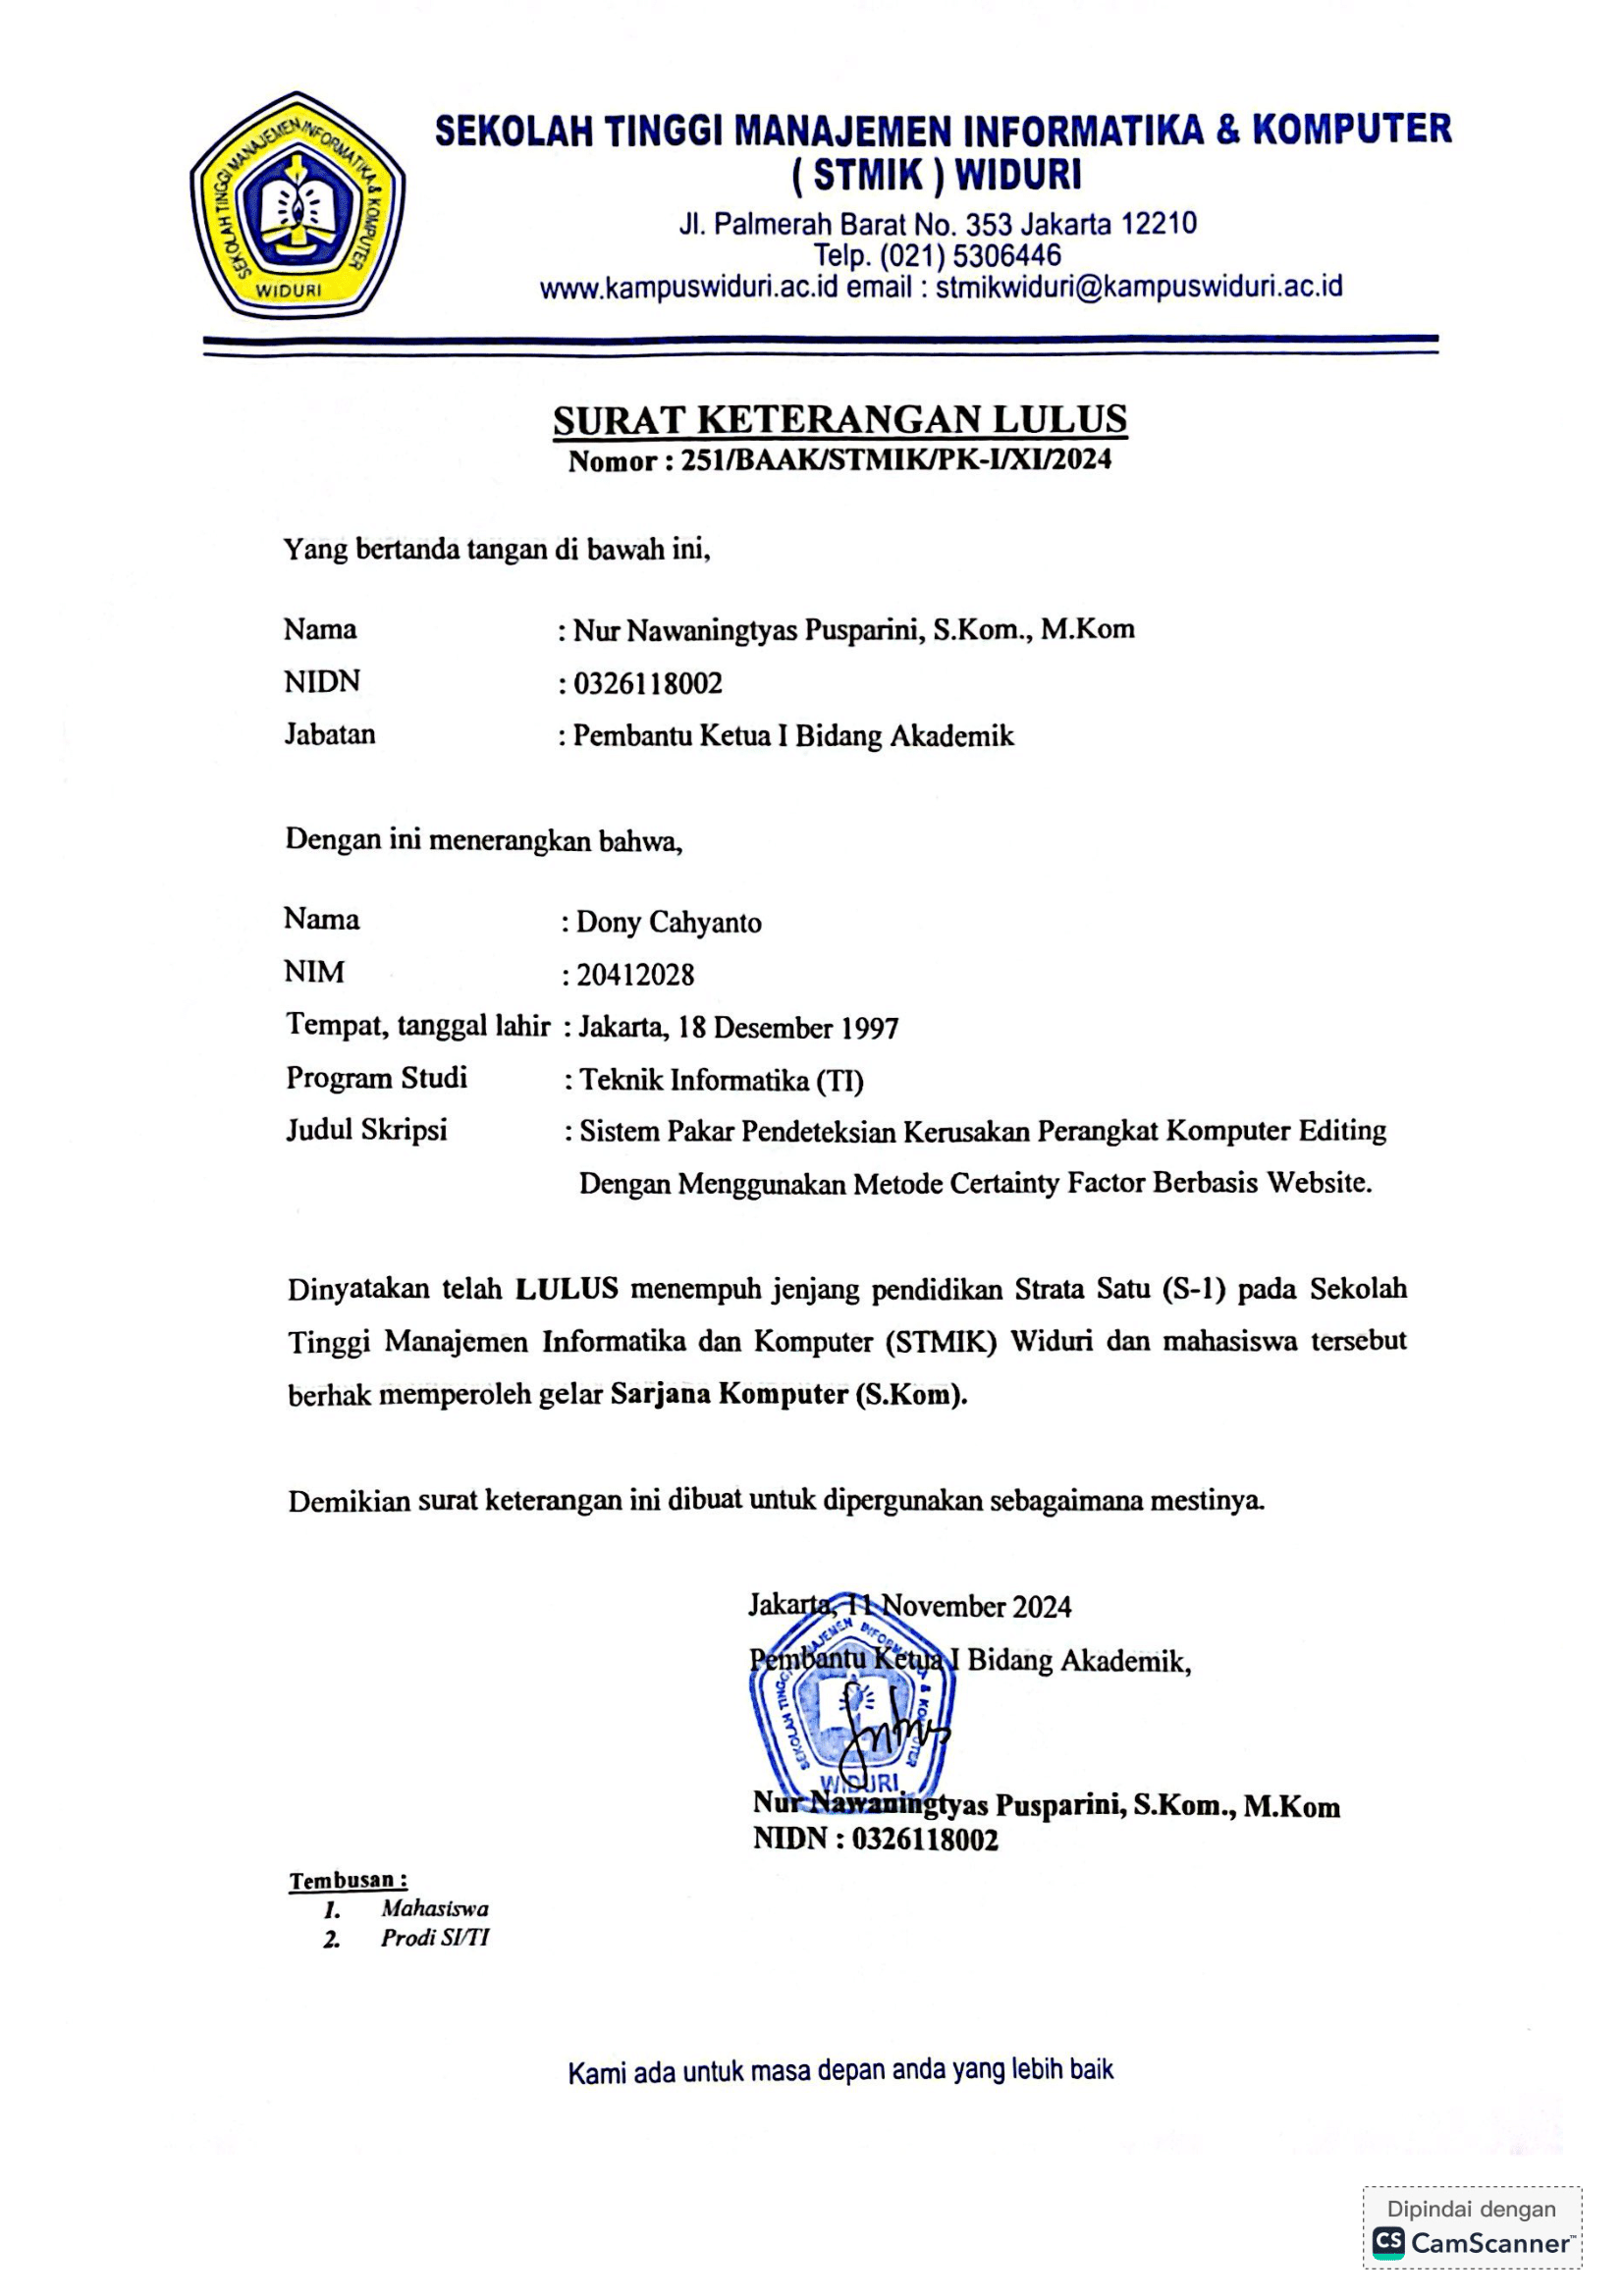 SEKOLAH TINGGI MANAJEMEN INFORMATIKA & KOMPUTER
WIDURI
SEKOLAH TINGGI MANAJEMEN INFORMATIKA & KOMPUTER
( STMIK ) WIDURI
Jl. Palmerah Barat No. 353 Jakarta 12210
Telp. (021) 5306446
www.kampuswiduri.ac.id email : stmikwiduri@kampuswiduri.ac.id
SURAT KETERANGAN LULUS
Nomor : 251/BAAK/STMIK/PK-I/XI/2024
Yang bertanda tangan di bawah ini,
Nama : Nur Nawaningtyas Pusparini, S.Kom., M.Kom
NIDN : 0326118002
Jabatan : Pembantu Ketua I Bidang Akademik
Dengan ini menerangkan bahwa,
Nama : Dony Cahyanto
NIM : 20412028
Tempat, tanggal lahir : Jakarta, 18 Desember 1997
Program Studi : Teknik Informatika (TI)
Judul Skripsi : Sistem Pakar Pendeteksian Kerusakan Perangkat Komputer Editing
Dengan Menggunakan Metode Certainty Factor Berbasis Website.
Dinyatakan telah LULUS menempuh jenjang pendidikan Strata Satu (S-1) pada Sekolah
Tinggi Manajemen Informatika dan Komputer (STMIK) Widuri dan mahasiswa tersebut
berhak memperoleh gelar Sarjana Komputer (S.Kom).
Demikian surat keterangan ini dibuat untuk dipergunakan sebagaimana mestinya.
Jakarta, 11 November 2024
Pembantu Ketua I Bidang Akademik,
SEKOLAH TINGGI MANAJEMEN INFORMATIKA & KOMPUTER
WIDURI
Nur Nawaningtyas Pusparini, S.Kom., M.Kom
NIDN : 0326118002
Tembusan :
1. Mahasiswa
2. Prodi SI/TI
Kami ada untuk masa depan anda yang lebih baik
Dipindai dengan
CS CamScanner™